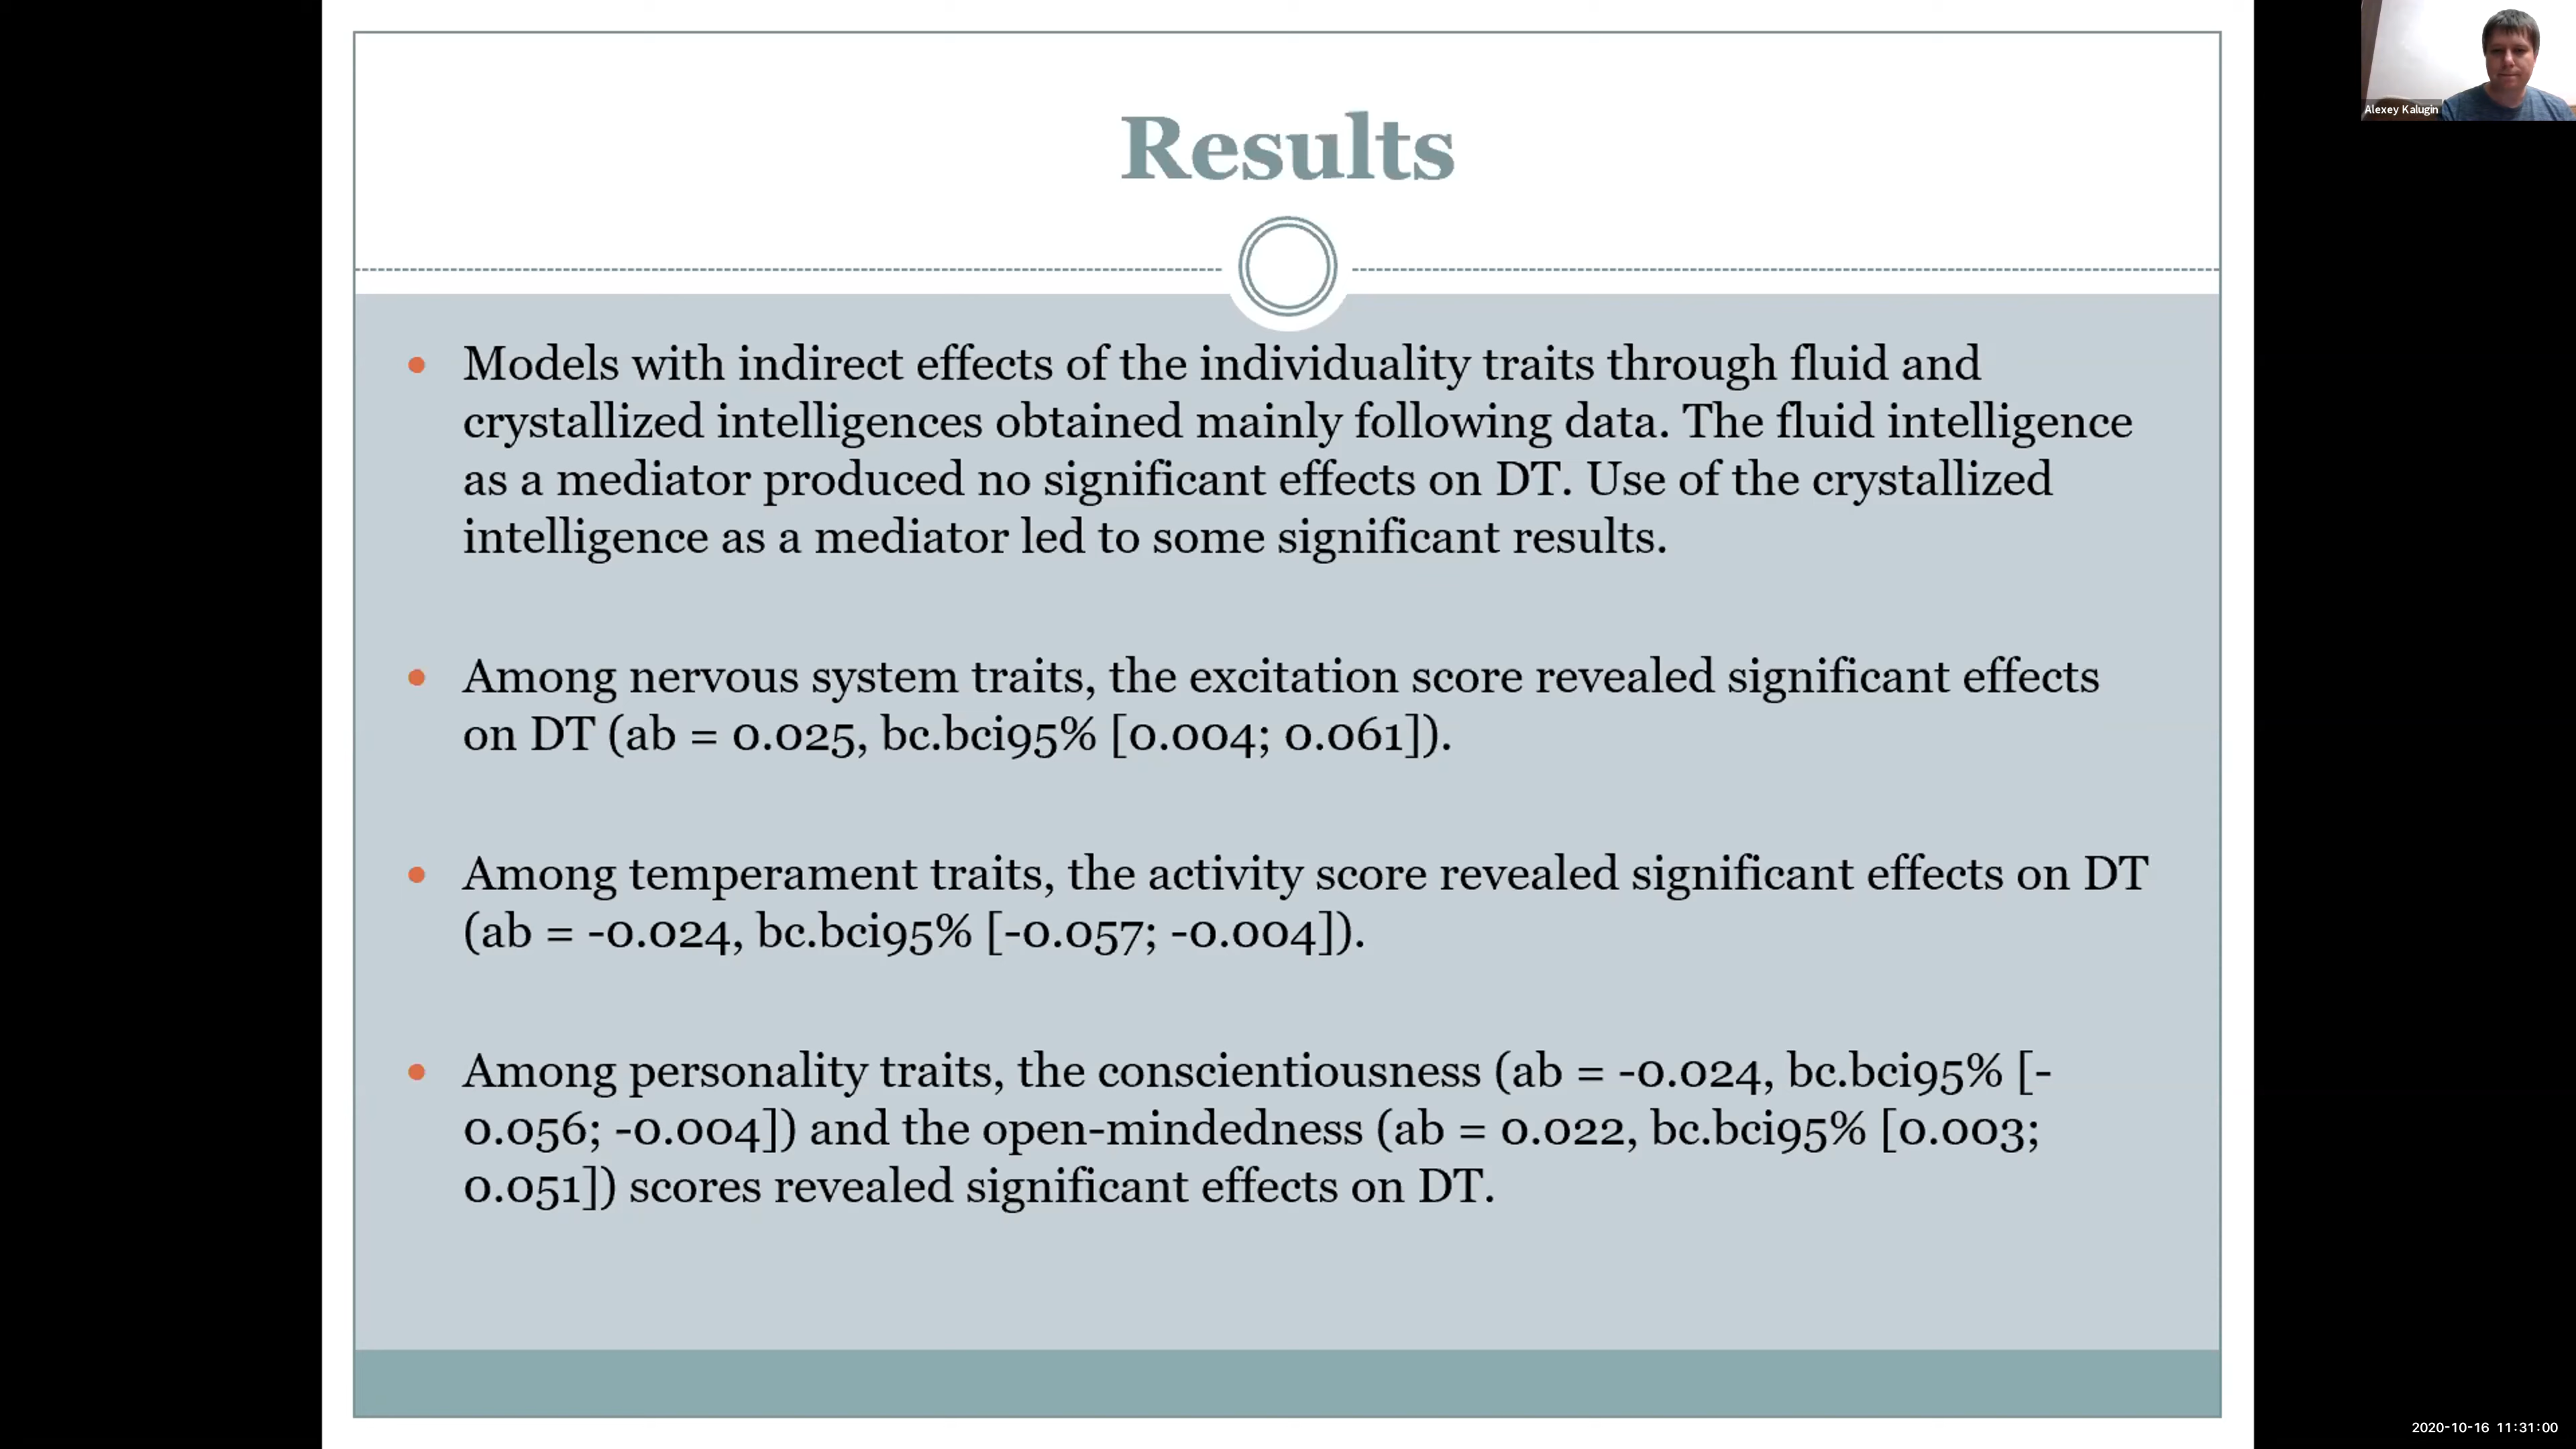 Results
Alexey Kalugin
• Models with indirect effects of the individuality traits through fluid and
crystallized intelligences obtained mainly following data. The fluid intelligence
as a mediator produced no significant effects on DT. Use of the crystallized
intelligence as a mediator led to some significant results.
• Among nervous system traits, the excitation score revealed significant effects
on DT (ab = 0.025, bc.bci95% [0.004; 0.061]).
• Among temperament traits, the activity score revealed significant effects on DT
(ab = -0.024, bc.bci95% [-0.057; -0.004]).
• Among personality traits, the conscientiousness (ab = -0.024, bc.bci95% [-
0.056; -0.004]) and the open-mindedness (ab = 0.022, bc.bci95% [0.003;
0.051]) scores revealed significant effects on DT.
2020-10-16 11:31:00